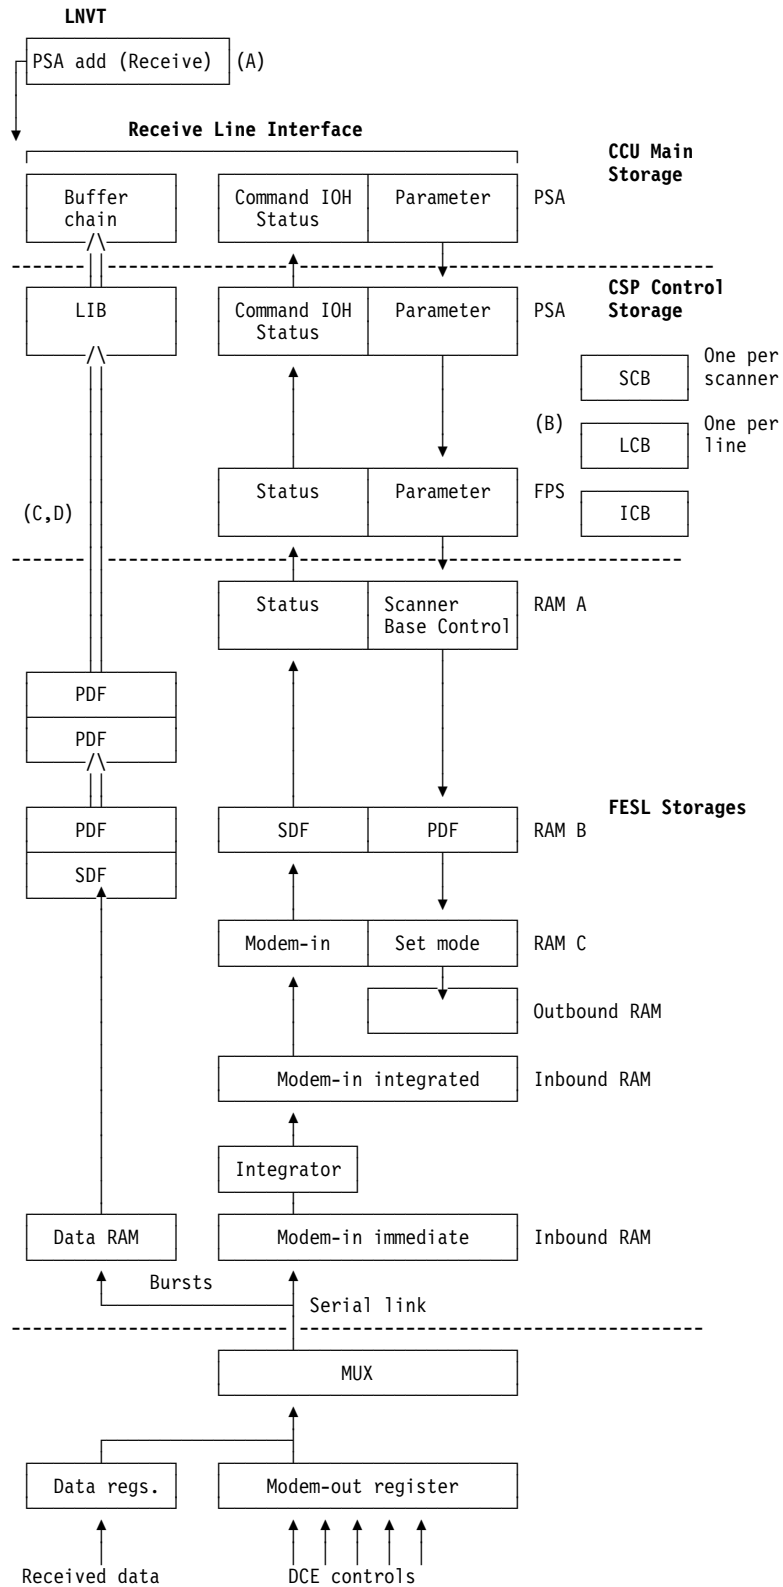 LNVT
PSA add (Receive) (A)
Receive Line Interface
CCU Main
Storage
Buffer
chain
Command IOH
Status
Parameter
PSA
LIB
Command IOH
Status
Parameter
PSA
CSP Control
Storage
SCB
One per
scanner
(B)
LCB
One per
line
Status
Parameter
FPS
ICB
(C,D)
Status
Scanner
Base Control
RAM A
PDF
PDF
FESL Storages
PDF
SDF
SDF
PDF
RAM B
Modem-in
Set mode
RAM C
Outbound RAM
Modem-in integrated
Inbound RAM
Integrator
Data RAM
Modem-in immediate
Inbound RAM
Bursts
Serial link
MUX
Data regs.
Modem-out register
Received data
DCE controls